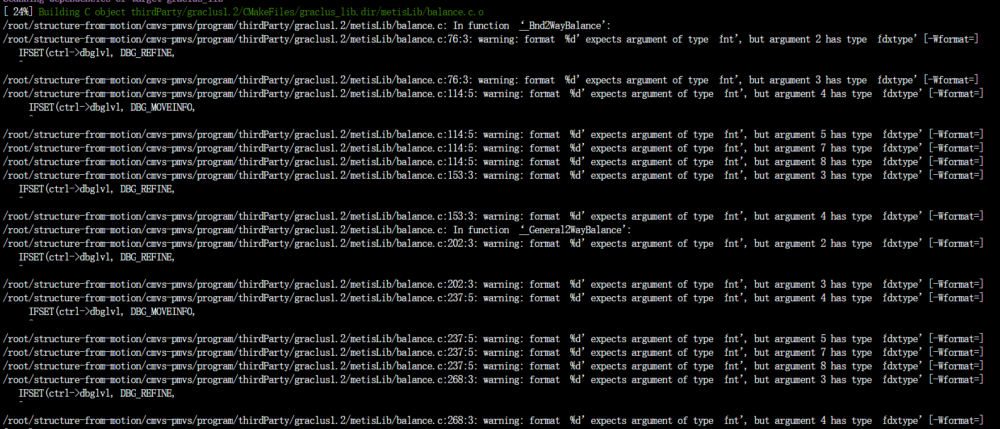 Scanning dependencies of target graclus_lib
[ 24%] Building C object thirdParty/graclus1.2/CMakeFiles/graclus_lib.dir/metisLib/balance.c.o
/root/structure-from-motion/cmvs-pmvs/program/thirdParty/graclus1.2/metisLib/balance.c: In function ‘__Bnd2WayBalance’:
/root/structure-from-motion/cmvs-pmvs/program/thirdParty/graclus1.2/metisLib/balance.c:76:3: warning: format ‘%d’ expects argument of type ‘int’, but argument 2 has type ‘idxtype’ [-Wformat=]
   IFSET(ctrl->dbglvl, DBG_REFINE,
   ^
/root/structure-from-motion/cmvs-pmvs/program/thirdParty/graclus1.2/metisLib/balance.c:76:3: warning: format ‘%d’ expects argument of type ‘int’, but argument 3 has type ‘idxtype’ [-Wformat=]
/root/structure-from-motion/cmvs-pmvs/program/thirdParty/graclus1.2/metisLib/balance.c:114:5: warning: format ‘%d’ expects argument of type ‘int’, but argument 4 has type ‘idxtype’ [-Wformat=]
     IFSET(ctrl->dbglvl, DBG_MOVEINFO,
     ^
/root/structure-from-motion/cmvs-pmvs/program/thirdParty/graclus1.2/metisLib/balance.c:114:5: warning: format ‘%d’ expects argument of type ‘int’, but argument 5 has type ‘idxtype’ [-Wformat=]
/root/structure-from-motion/cmvs-pmvs/program/thirdParty/graclus1.2/metisLib/balance.c:114:5: warning: format ‘%d’ expects argument of type ‘int’, but argument 7 has type ‘idxtype’ [-Wformat=]
/root/structure-from-motion/cmvs-pmvs/program/thirdParty/graclus1.2/metisLib/balance.c:114:5: warning: format ‘%d’ expects argument of type ‘int’, but argument 8 has type ‘idxtype’ [-Wformat=]
/root/structure-from-motion/cmvs-pmvs/program/thirdParty/graclus1.2/metisLib/balance.c:153:3: warning: format ‘%d’ expects argument of type ‘int’, but argument 3 has type ‘idxtype’ [-Wformat=]
   IFSET(ctrl->dbglvl, DBG_REFINE,
   ^
/root/structure-from-motion/cmvs-pmvs/program/thirdParty/graclus1.2/metisLib/balance.c:153:3: warning: format ‘%d’ expects argument of type ‘int’, but argument 4 has type ‘idxtype’ [-Wformat=]
/root/structure-from-motion/cmvs-pmvs/program/thirdParty/graclus1.2/metisLib/balance.c: In function ‘__General2WayBalance’:
/root/structure-from-motion/cmvs-pmvs/program/thirdParty/graclus1.2/metisLib/balance.c:202:3: warning: format ‘%d’ expects argument of type ‘int’, but argument 2 has type ‘idxtype’ [-Wformat=]
   IFSET(ctrl->dbglvl, DBG_REFINE,
   ^
/root/structure-from-motion/cmvs-pmvs/program/thirdParty/graclus1.2/metisLib/balance.c:202:3: warning: format ‘%d’ expects argument of type ‘int’, but argument 3 has type ‘idxtype’ [-Wformat=]
/root/structure-from-motion/cmvs-pmvs/program/thirdParty/graclus1.2/metisLib/balance.c:237:5: warning: format ‘%d’ expects argument of type ‘int’, but argument 4 has type ‘idxtype’ [-Wformat=]
     IFSET(ctrl->dbglvl, DBG_MOVEINFO,
     ^
/root/structure-from-motion/cmvs-pmvs/program/thirdParty/graclus1.2/metisLib/balance.c:237:5: warning: format ‘%d’ expects argument of type ‘int’, but argument 5 has type ‘idxtype’ [-Wformat=]
/root/structure-from-motion/cmvs-pmvs/program/thirdParty/graclus1.2/metisLib/balance.c:237:5: warning: format ‘%d’ expects argument of type ‘int’, but argument 7 has type ‘idxtype’ [-Wformat=]
/root/structure-from-motion/cmvs-pmvs/program/thirdParty/graclus1.2/metisLib/balance.c:237:5: warning: format ‘%d’ expects argument of type ‘int’, but argument 8 has type ‘idxtype’ [-Wformat=]
/root/structure-from-motion/cmvs-pmvs/program/thirdParty/graclus1.2/metisLib/balance.c:268:3: warning: format ‘%d’ expects argument of type ‘int’, but argument 3 has type ‘idxtype’ [-Wformat=]
   IFSET(ctrl->dbglvl, DBG_REFINE,
   ^
/root/structure-from-motion/cmvs-pmvs/program/thirdParty/graclus1.2/metisLib/balance.c:268:3: warning: format ‘%d’ expects argument of type ‘int’, but argument 4 has type ‘idxtype’ [-Wformat=]